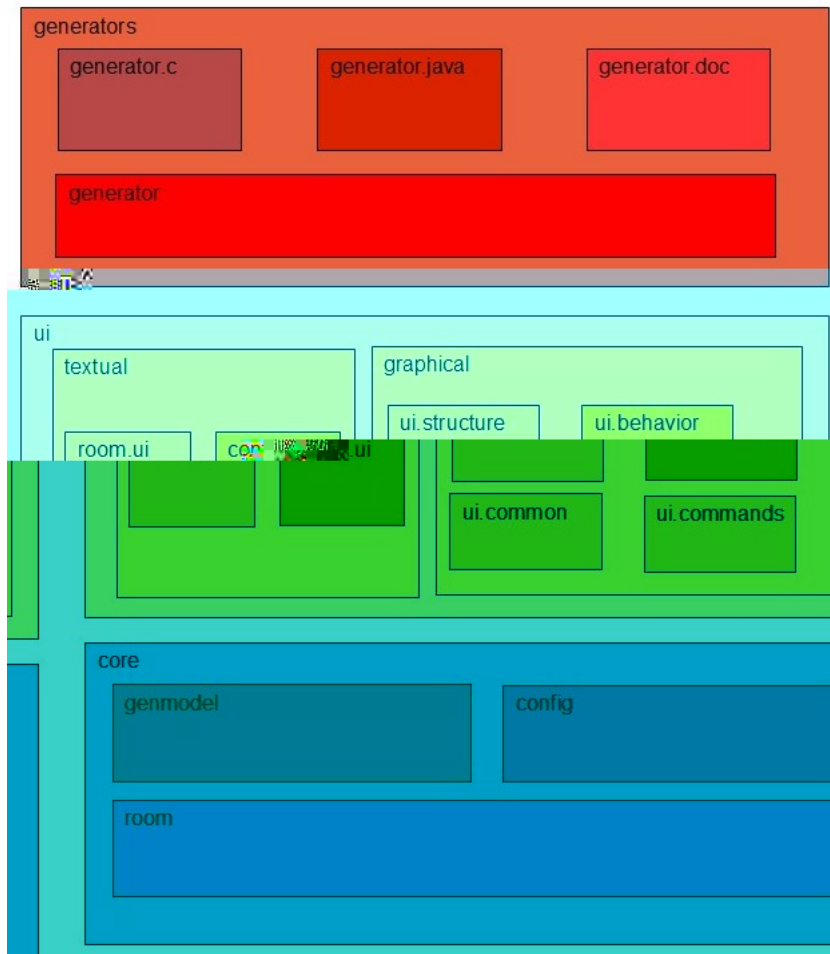 generators
generator.c
generator.java
generator.doc
generator
ui
textual
graphical
ui.structure
ui.behavior
room.ui
ui.common
ui.commands
core
genmodel
config
room